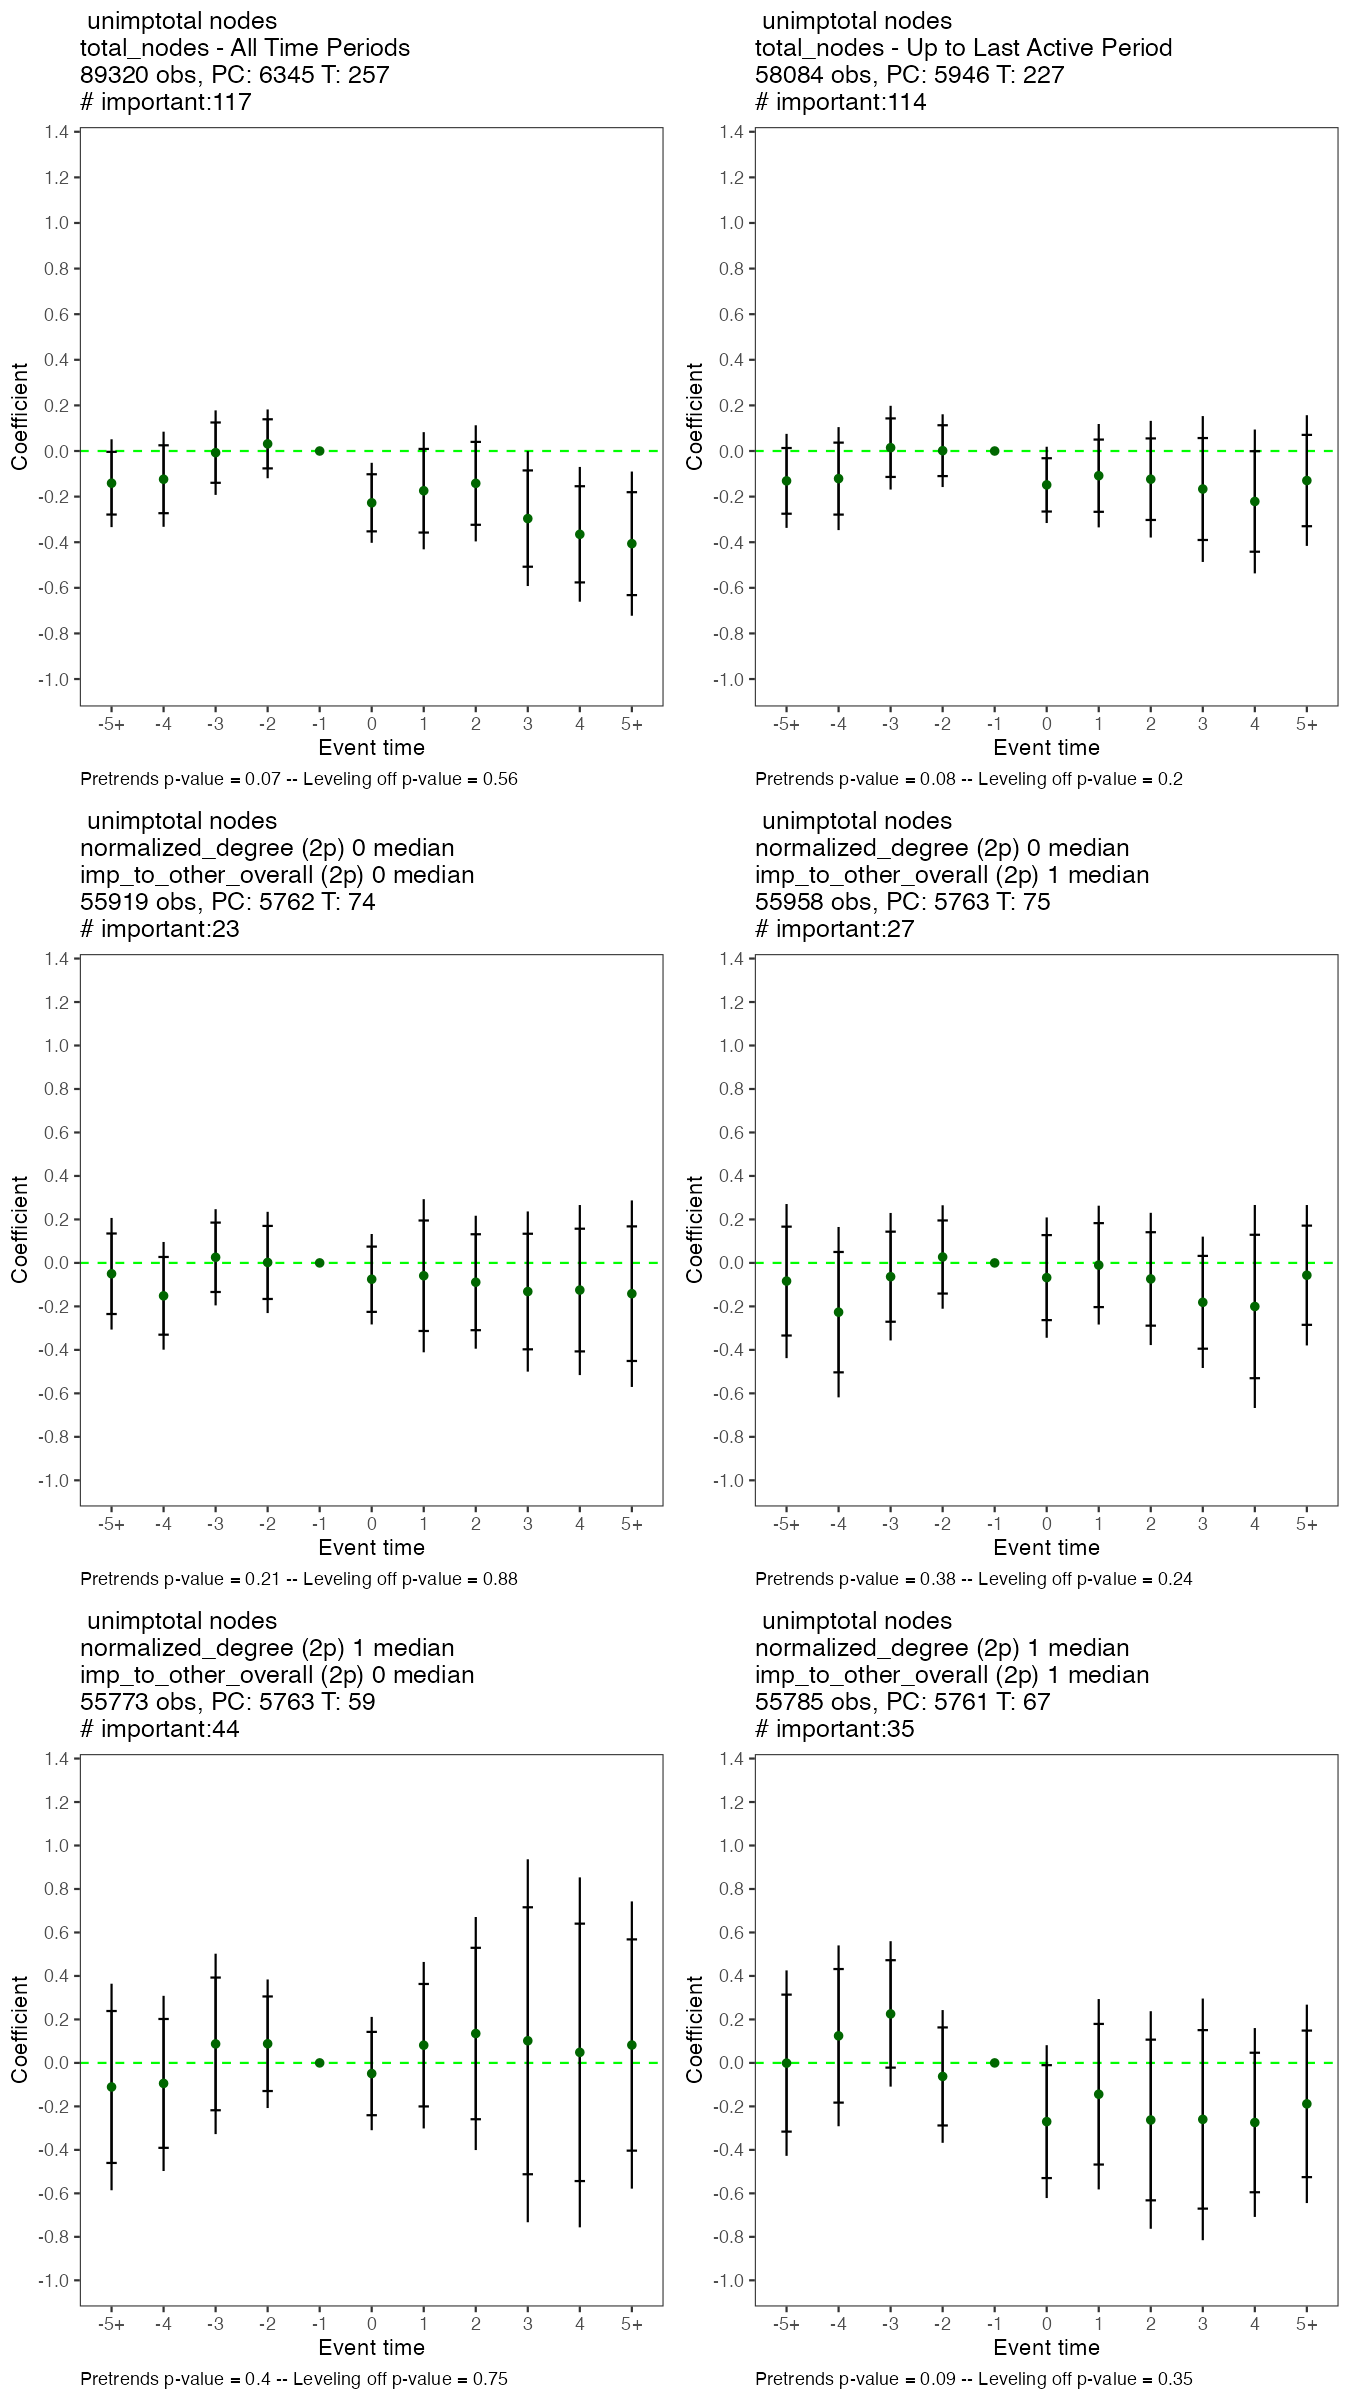 unimptotal nodes
total_nodes - All Time Periods
89320 obs, PC: 6345 T: 257
# important:117
1.4
1.2
1.0
0.8
0.6
0.4
0.2
0.0
-0.2
-0.4
-0.6
-0.8
-1.0
Coefficient
-5+ -4 -3 -2 -1 0 1 2 3 4 5+
Event time
Pretrends p-value = 0.07 -- Leveling off p-value = 0.56
unimptotal nodes
total_nodes - Up to Last Active Period
58084 obs, PC: 5946 T: 227
# important:114
1.4
1.2
1.0
0.8
0.6
0.4
0.2
0.0
-0.2
-0.4
-0.6
-0.8
-1.0
Coefficient
-5+ -4 -3 -2 -1 0 1 2 3 4 5+
Event time
Pretrends p-value = 0.08 -- Leveling off p-value = 0.2
unimptotal nodes
normalized_degree (2p) 0 median
imp_to_other_overall (2p) 0 median
55919 obs, PC: 5762 T: 74
# important:23
1.4
1.2
1.0
0.8
0.6
0.4
0.2
0.0
-0.2
-0.4
-0.6
-0.8
-1.0
Coefficient
-5+ -4 -3 -2 -1 0 1 2 3 4 5+
Event time
Pretrends p-value = 0.21 -- Leveling off p-value = 0.88
unimptotal nodes
normalized_degree (2p) 0 median
imp_to_other_overall (2p) 1 median
55958 obs, PC: 5763 T: 75
# important:27
1.4
1.2
1.0
0.8
0.6
0.4
0.2
0.0
-0.2
-0.4
-0.6
-0.8
-1.0
Coefficient
-5+ -4 -3 -2 -1 0 1 2 3 4 5+
Event time
Pretrends p-value = 0.38 -- Leveling off p-value = 0.24
unimptotal nodes
normalized_degree (2p) 1 median
imp_to_other_overall (2p) 0 median
55773 obs, PC: 5763 T: 59
# important:44
1.4
1.2
1.0
0.8
0.6
0.4
0.2
0.0
-0.2
-0.4
-0.6
-0.8
-1.0
Coefficient
-5+ -4 -3 -2 -1 0 1 2 3 4 5+
Event time
Pretrends p-value = 0.4 -- Leveling off p-value = 0.75
unimptotal nodes
normalized_degree (2p) 1 median
imp_to_other_overall (2p) 1 median
55785 obs, PC: 5761 T: 67
# important:35
1.4
1.2
1.0
0.8
0.6
0.4
0.2
0.0
-0.2
-0.4
-0.6
-0.8
-1.0
Coefficient
-5+ -4 -3 -2 -1 0 1 2 3 4 5+
Event time
Pretrends p-value = 0.09 -- Leveling off p-value = 0.35